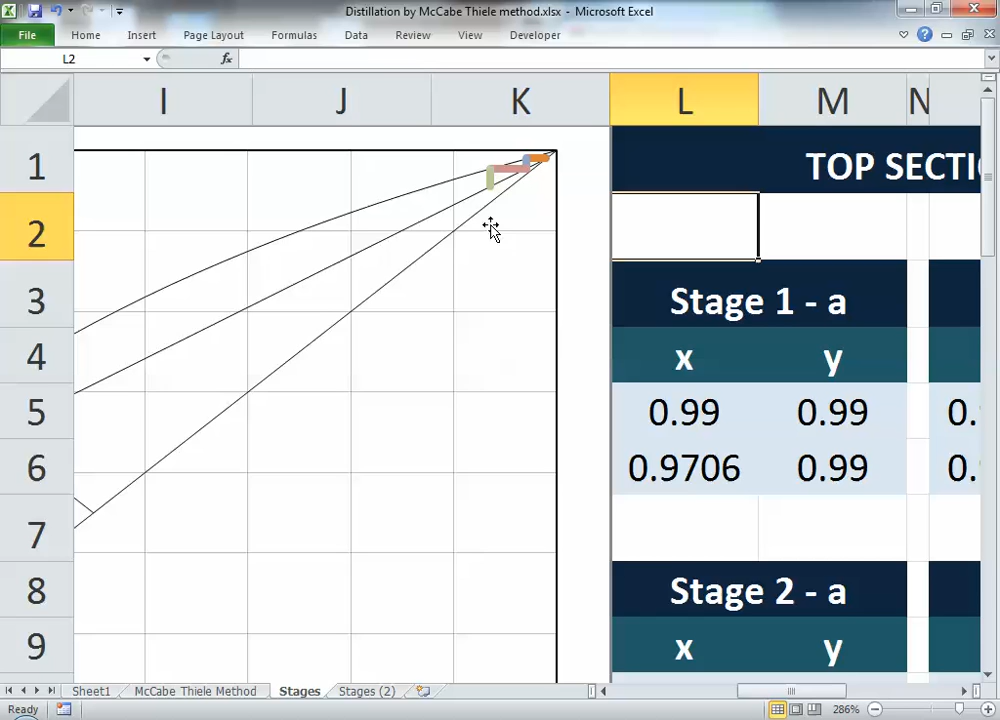 Distillation by McCabe Thiele method.xlsx - Microsoft Excel
File Home Insert Page Layout Formulas Data Review View Developer
L2 fx
I J K L M N
1 TOP SECTI
2
3 Stage 1 - a
4 x y
5 0.99 0.99 0.
6 0.9706 0.99 0.
7
8 Stage 2 - a
9 x y
Sheet1 McCabe Thiele Method Stages Stages (2)
Ready 286%